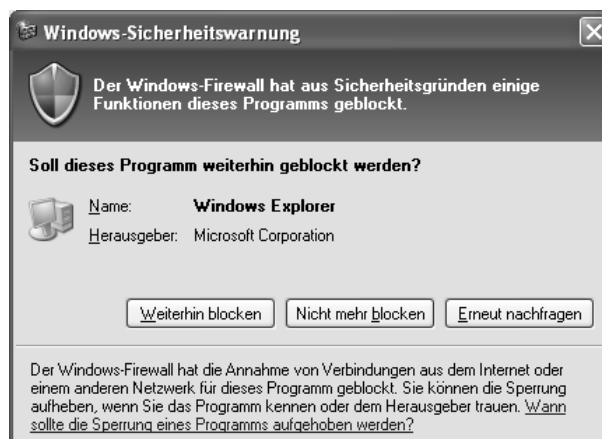 Windows-Sicherheitswarnung
Der Windows-Firewall hat aus Sicherheitsgründen einige
Funktionen dieses Programms geblockt.
Soll dieses Programm weiterhin geblockt werden?
Name: Windows Explorer
Herausgeber: Microsoft Corporation
Weiterhin blocken Nicht mehr blocken Erneut nachfragen
Der Windows-Firewall hat die Annahme von Verbindungen aus dem Internet oder
einem anderen Netzwerk für dieses Programm geblockt. Sie können die Sperrung
aufheben, wenn Sie das Programm kennen oder dem Herausgeber trauen. Wann
sollte die Sperrung eines Programms aufgehoben werden?